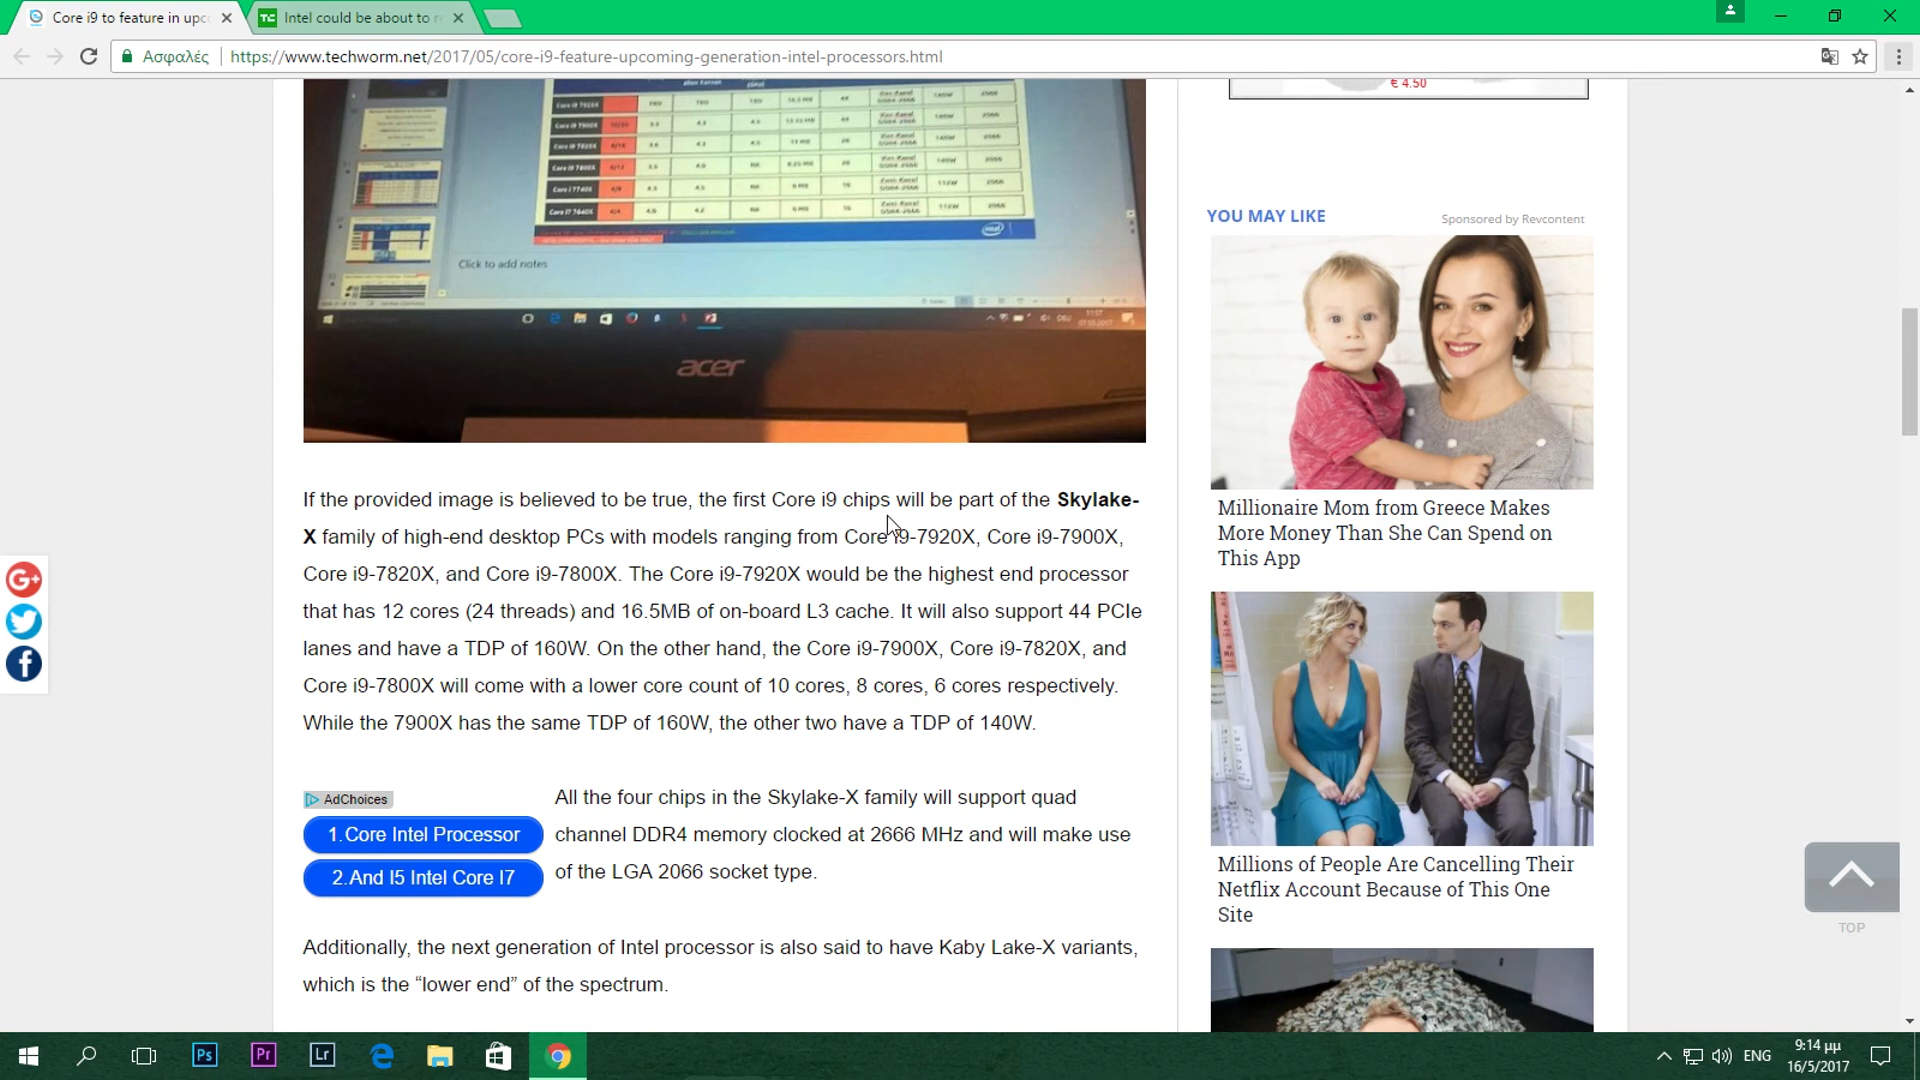 Core i9 to feature in upc
Intel could be about to r
Ασφαλές
https://www.techworm.net/2017/05/core-i9-feature-upcoming-generation-intel-processors.html
€ 4.50
Click to add notes
intel
acer
If the provided image is believed to be true, the first Core i9 chips will be part of the Skylake-
X family of high-end desktop PCs with models ranging from Core i9-7920X, Core i9-7900X,
Core i9-7820X, and Core i9-7800X. The Core i9-7920X would be the highest end processor
that has 12 cores (24 threads) and 16.5MB of on-board L3 cache. It will also support 44 PCIe
lanes and have a TDP of 160W. On the other hand, the Core i9-7900X, Core i9-7820X, and
Core i9-7800X will come with a lower core count of 10 cores, 8 cores, 6 cores respectively.
While the 7900X has the same TDP of 160W, the other two have a TDP of 140W.
AdChoices
1.Core Intel Processor
2.And I5 Intel Core I7
All the four chips in the Skylake-X family will support quad
channel DDR4 memory clocked at 2666 MHz and will make use
of the LGA 2066 socket type.
Additionally, the next generation of Intel processor is also said to have Kaby Lake-X variants,
which is the “lower end” of the spectrum.
YOU MAY LIKE
Sponsored by Revcontent
Millionaire Mom from Greece Makes
More Money Than She Can Spend on
This App
Millions of People Are Cancelling Their
Netflix Account Because of This One
Site
TOP
Ps
Pr
Lr
ENG
9:14 μμ
16/5/2017